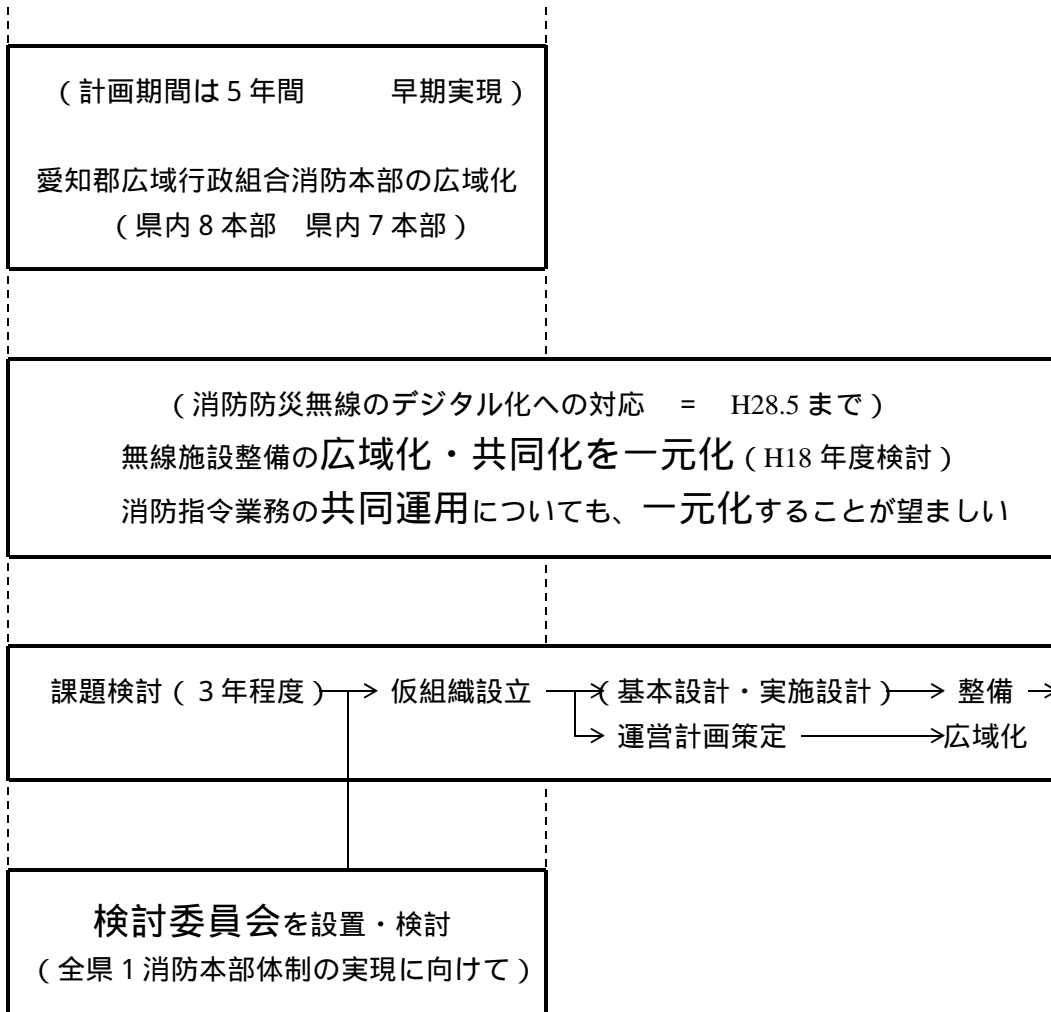 （計画期間は５年間　　　早期実現）
愛知郡広域行政組合消防本部の広域化
（県内８本部　県内７本部）
（消防防災無線のデジタル化への対応　＝　H28.5 まで）
無線施設整備の広域化・共同化を一元化（H18 年度検討）
消防指令業務の共同運用についても、一元化することが望ましい
課題検討（３年程度） 仮組織設立 （基本設計・実施設計） 整備
運営計画策定 広域化
検討委員会を設置・検討
（全県１消防本部体制の実現に向けて）